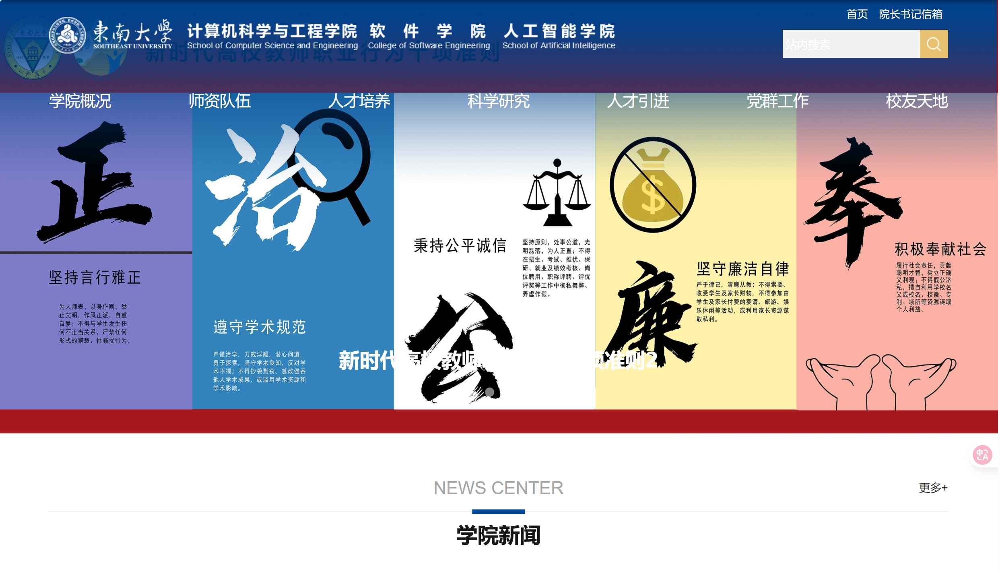 首页 院长书记信箱
東南大學
SOUTHEAST UNIVERSITY
计算机科学与工程学院 软件学院 人工智能学院
School of Computer Science and Engineering College of Software Engineering School of Artificial Intelligence
站内搜索
新时代高校教师职业行为十项准则
学院概况 师资队伍 人才培养 科学研究 人才引进 党群工作 校友天地
正
坚持言行雅正
为人师表，以身作则，举
止文明，作风正派，自重
自爱；不得与学生发生任
何不正当关系，严禁任何
形式的猥亵、性骚扰行为。
治
遵守学术规范
严谨治学，力戒浮躁，潜心问道，
勇于探索，坚守学术良知，反对学
术不端；不得抄袭剽窃、篡改侵吞
他人学术成果，或滥用学术资源和
学术影响。
秉持公平诚信
坚持原则，处事公道，光
明磊落，为人正直；不得
在招生、考试、推优、保
研、就业及绩效考核、岗
位聘用、职称评聘、评优
评奖等工作中徇私舞弊、
弄虚作假。
公
$
廉
坚守廉洁自律
严于律己，清廉从教；不得索要、
收受学生及家长财物，不得参加由
学生及家长付费的宴请、旅游、娱
乐休闲等活动，或利用家长资源谋
取私利。
奉
积极奉献社会
履行社会责任，贡献
聪明才智，树立正确
义利观；不得假公济
私，擅自利用学校名
义或校名、校徽、专
利、场所等资源谋取
个人利益。
新时代高校教师 项准则2
中A
NEWS CENTER
更多+
学院新闻